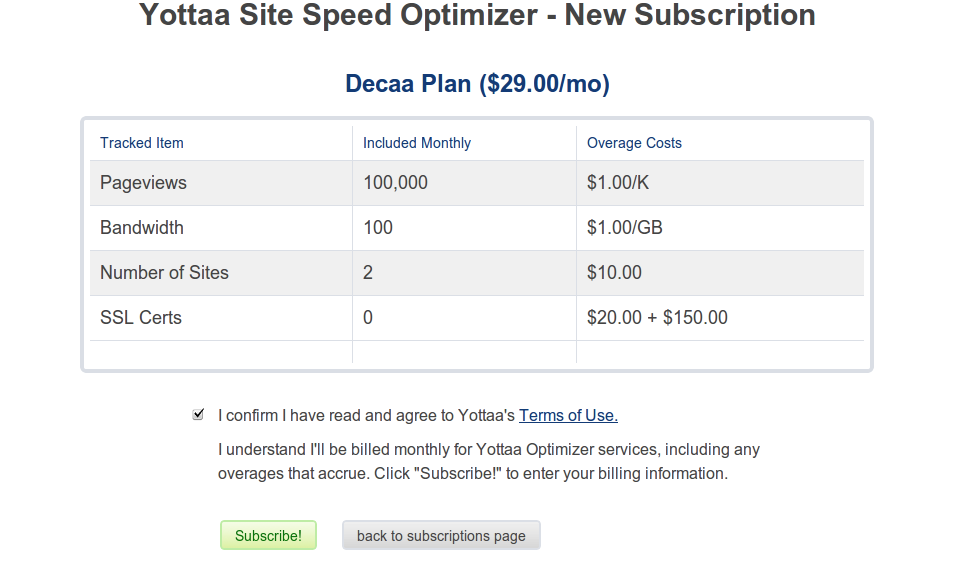 Yottaa Site Speed Optimizer - New Subscription
Decaa Plan ($29.00/mo)
Tracked Item Included Monthly Overage Costs
Pageviews 100,000 $1.00/K
Bandwidth 100 $1.00/GB
Number of Sites 2 $10.00
SSL Certs 0 $20.00 + $150.00
I confirm I have read and agree to Yottaa's Terms of Use.
I understand I'll be billed monthly for Yottaa Optimizer services, including any
overages that accrue. Click "Subscribe!" to enter your billing information.
Subscribe! back to subscriptions page